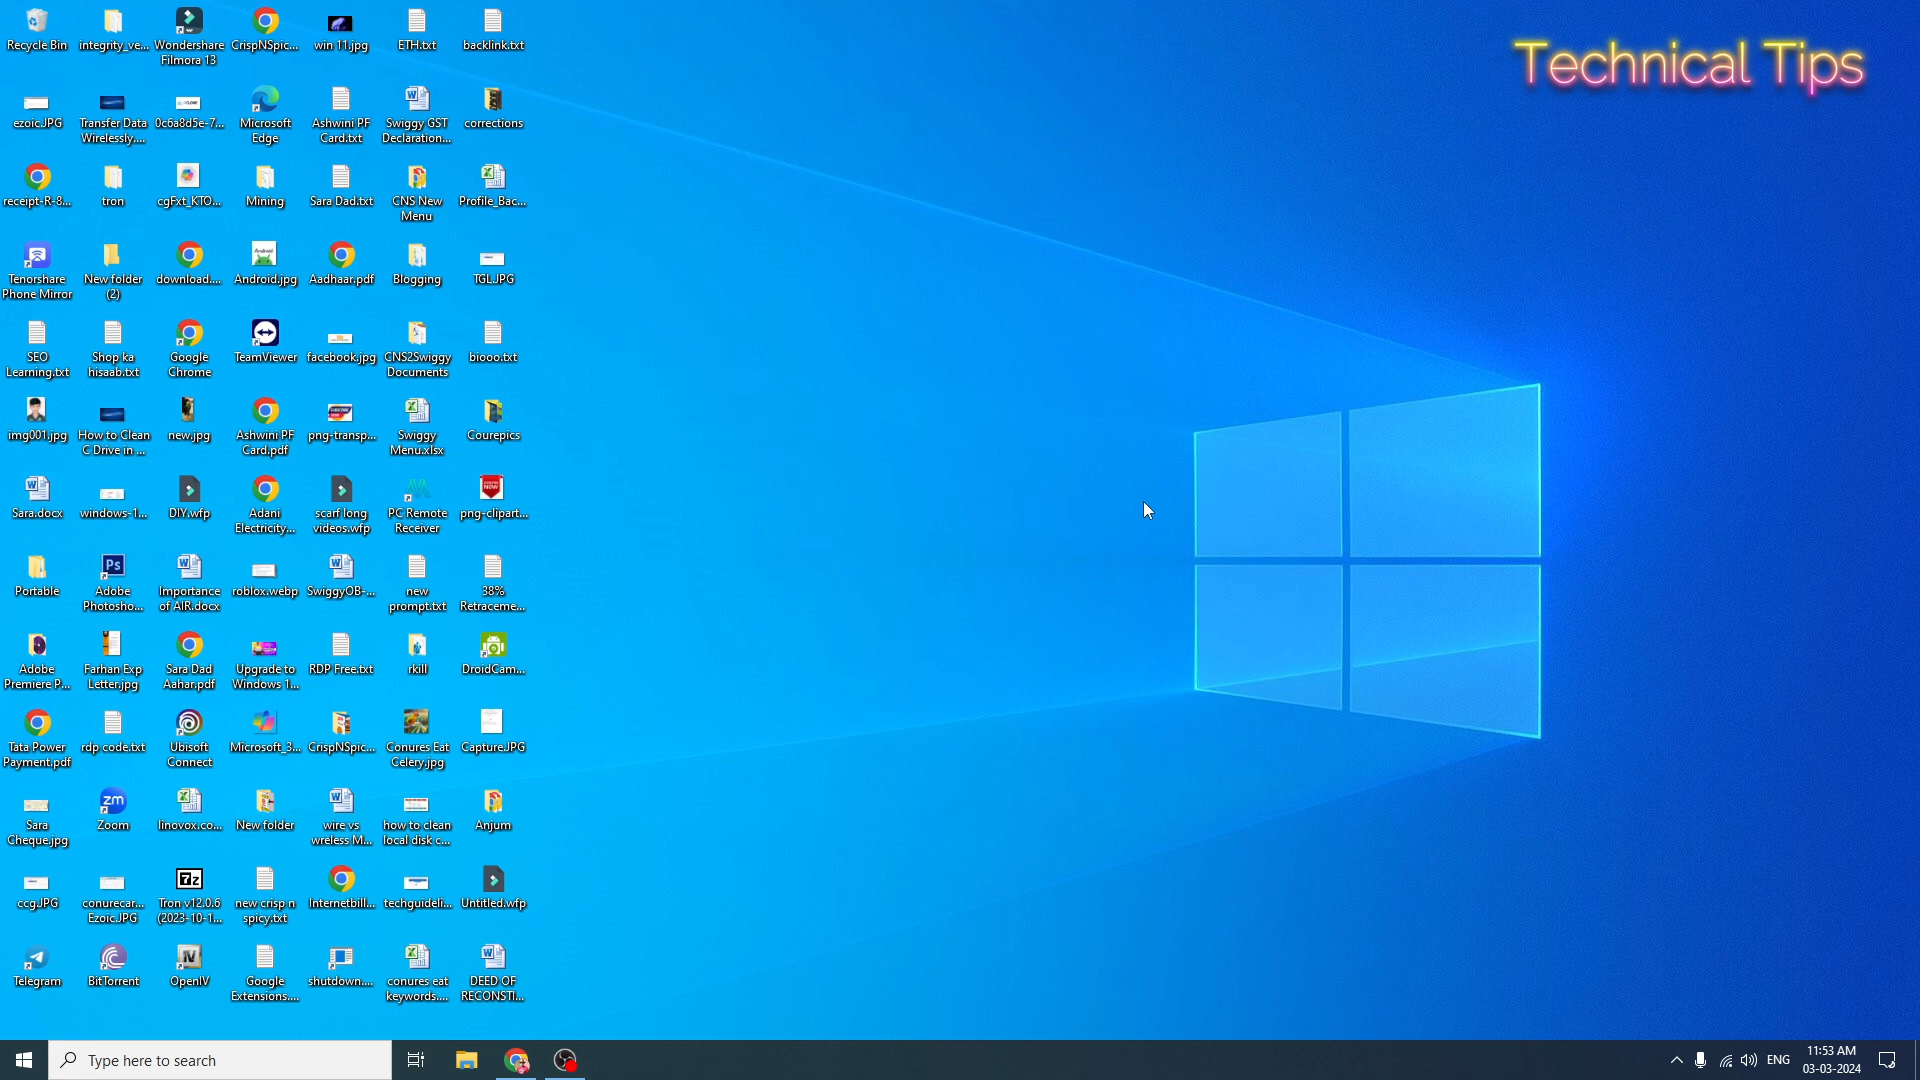 Technical Tips
Recycle Bin
integrity_ve...
Wondershare
Filmora 13
CrispNSpic...
win 11.jpg
ETH.txt
backlink.txt
ezoic.JPG
Transfer Data
Wirelessly....
0c6a8d5e-7...
Microsoft
Edge
Ashwini PF
Card.txt
Swiggy GST
Declaration...
corrections
receipt-R-8...
tron
cgFxt_KTO...
Mining
Sara Dad.txt
CNS New
Menu
Profile_Bac...
Tenorshare
Phone Mirror
New folder
(2)
download....
Android.jpg
Aadhaar.pdf
Blogging
TGL.JPG
SEO
Learning.txt
Shop ka
hisaab.txt
Google
Chrome
TeamViewer
facebook.jpg
CNS2Swiggy
Documents
biooo.txt
img001.jpg
How to Clean
C Drive in ...
new.jpg
Ashwini PF
Card.pdf
png-transp...
Swiggy
Menu.xlsx
Courepics
Sara.docx
windows-1...
DIY.wfp
Adani
Electricity...
scarf long
videos.wfp
PC Remote
Receiver
png-clipart...
Portable
Ps
Adobe
Photosho...
Importance
of AIR.docx
roblox.webp
SwiggyOB-...
new
prompt.txt
38%
Retraceme...
Adobe
Premiere P...
Farhan Exp
Letter.jpg
Sara Dad
Aahar.pdf
Upgrade to
Windows 1...
RDP Free.txt
rkill
DroidCam...
Tata Power
Payment.pdf
rdp code.txt
Ubisoft
Connect
Microsoft_3...
CrispNSpic...
Conures Eat
Celery.jpg
Capture.JPG
Sara
Cheque.jpg
zm
Zoom
linovox.co...
New folder
wire vs
wreless M...
how to clean
local disk c...
Anjum
ccg.JPG
conurecar...
Ezoic.JPG
7z
Tron v12.0.6
(2023-10-1...
new crisp n
spicy.txt
Internetbill...
techguideli...
Untitled.wfp
Telegram
BitTorrent
IV
OpenIV
Google
Extensions....
shutdown....
conures eat
keywords....
DEED OF
RECONSTI...
Type here to search
ENG
11:53 AM
03-03-2024